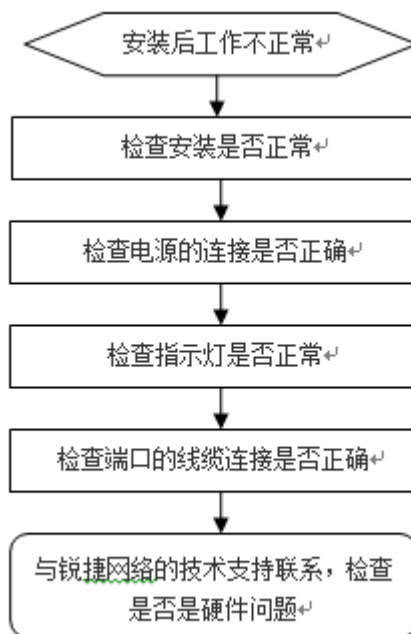 安装后工作不正常
检查安装是否正常
检查电源的连接是否正确
检查指示灯是否正常
检查端口的线缆连接是否正确
与锐捷网络的技术支持联系，检查
是否是硬件问题